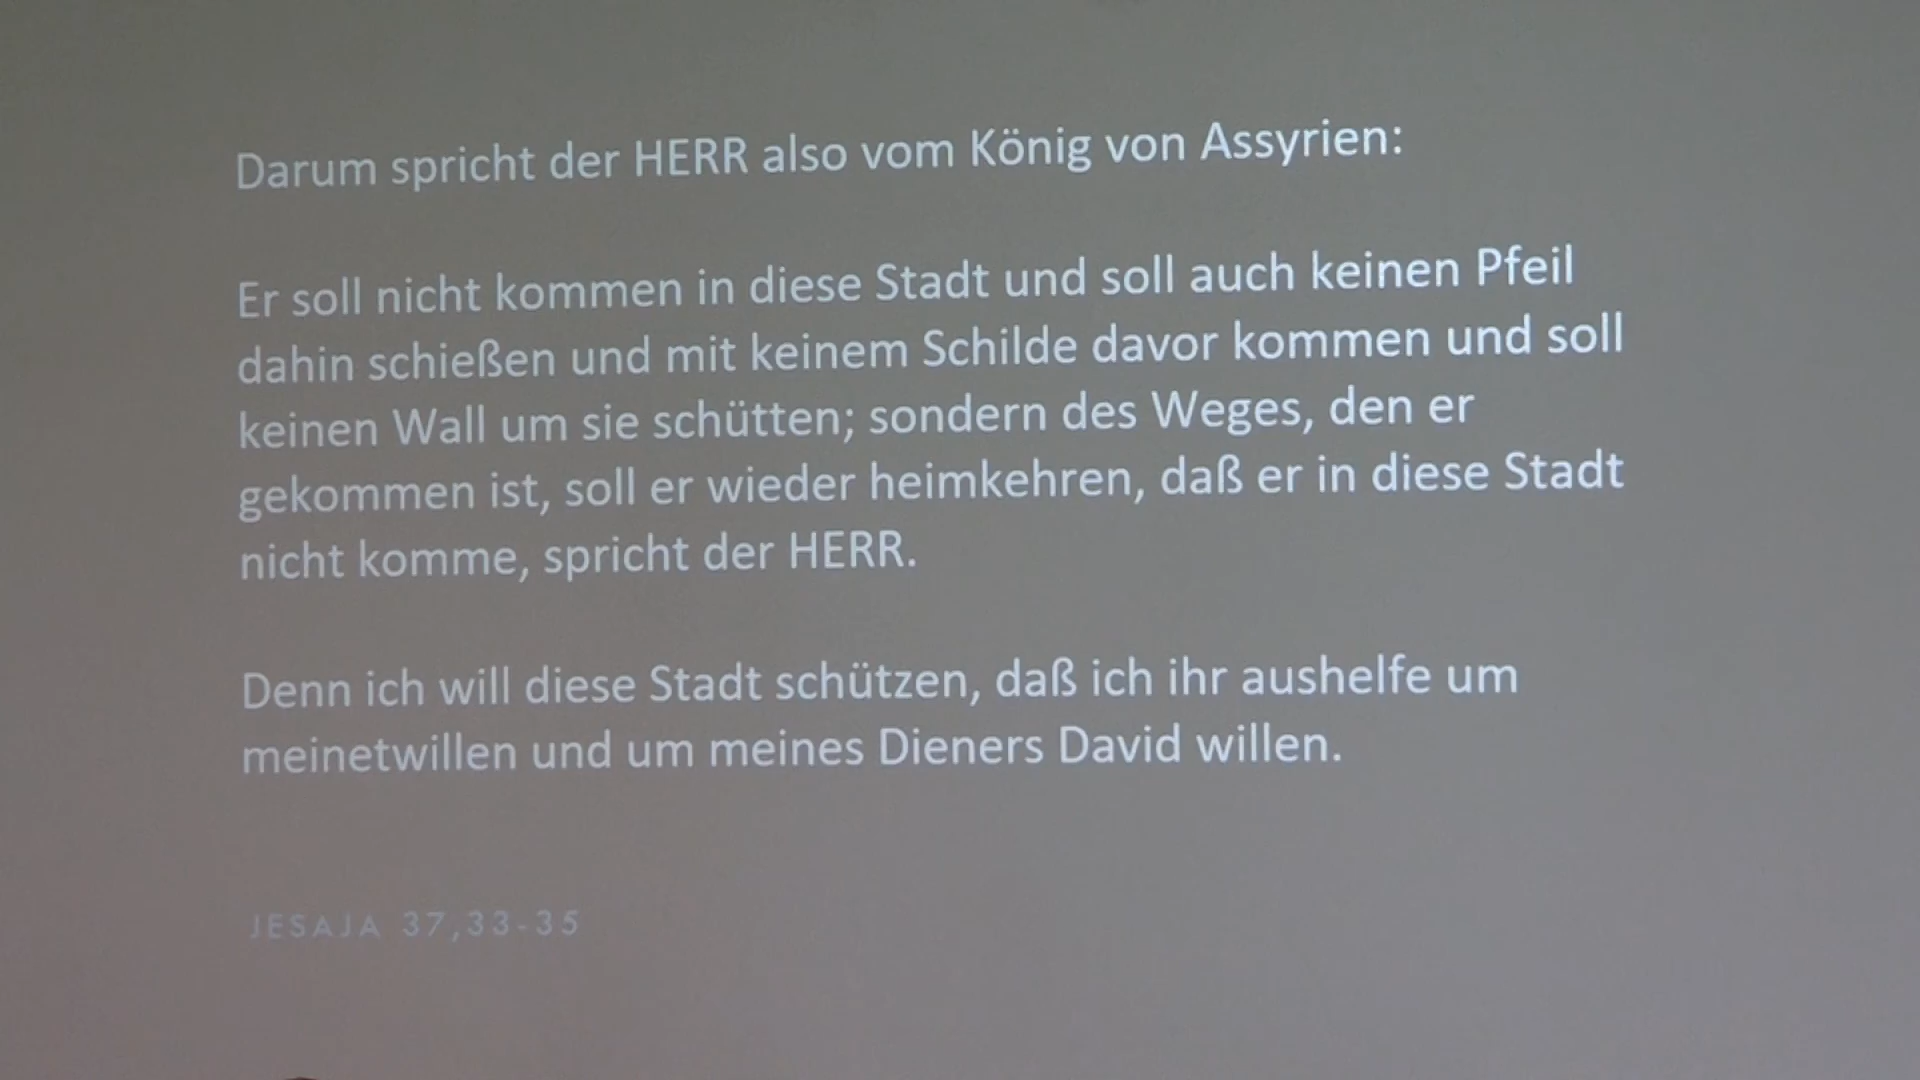 Darum spricht der HERR also vom König von Assyrien:
Er soll nicht kommen in diese Stadt und soll auch keinen Pfeil
dahin schießen und mit keinem Schilde davor kommen und soll
keinen Wall um sie schütten; sondern des Weges, den er
gekommen ist, soll er wieder heimkehren, daß er in diese Stadt
nicht komme, spricht der HERR.
Denn ich will diese Stadt schützen, daß ich ihr aushelfe um
meinetwillen und um meines Dieners David willen.
JESAJA 37,33-35